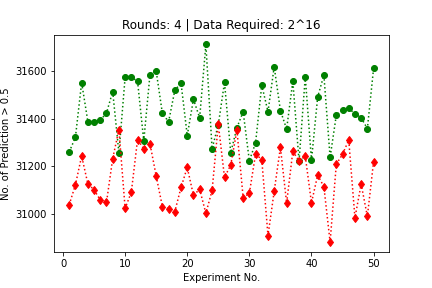 Rounds: 4 | Data Required: 2^16
No. of Prediction > 0.5
31600
31400
31200
31000
0 10 20 30 40 50
Experiment No.